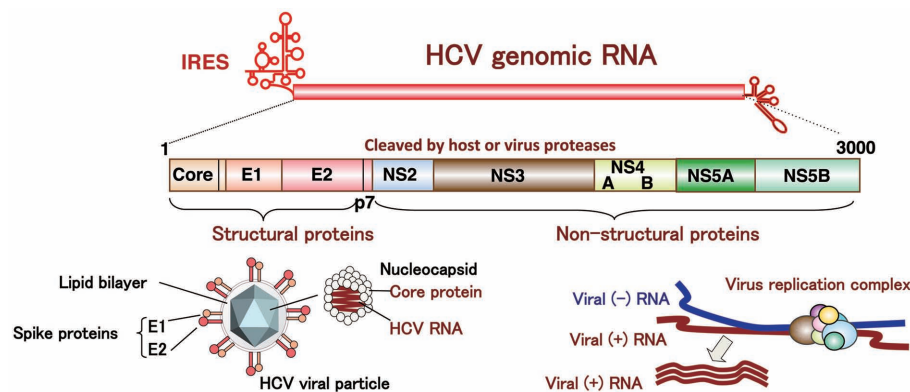 IRES
HCV genomic RNA
1
Cleaved by host or virus proteases
3000
Core
E1
E2
p7
NS2
NS3
NS4
A
B
NS5A
NS5B
Structural proteins
Non-structural proteins
Lipid bilayer
Spike proteins
E1
E2
HCV viral particle
Nucleocapsid
Core protein
HCV RNA
Virus replication complex
Viral (-) RNA
Viral (+) RNA
Viral (+) RNA